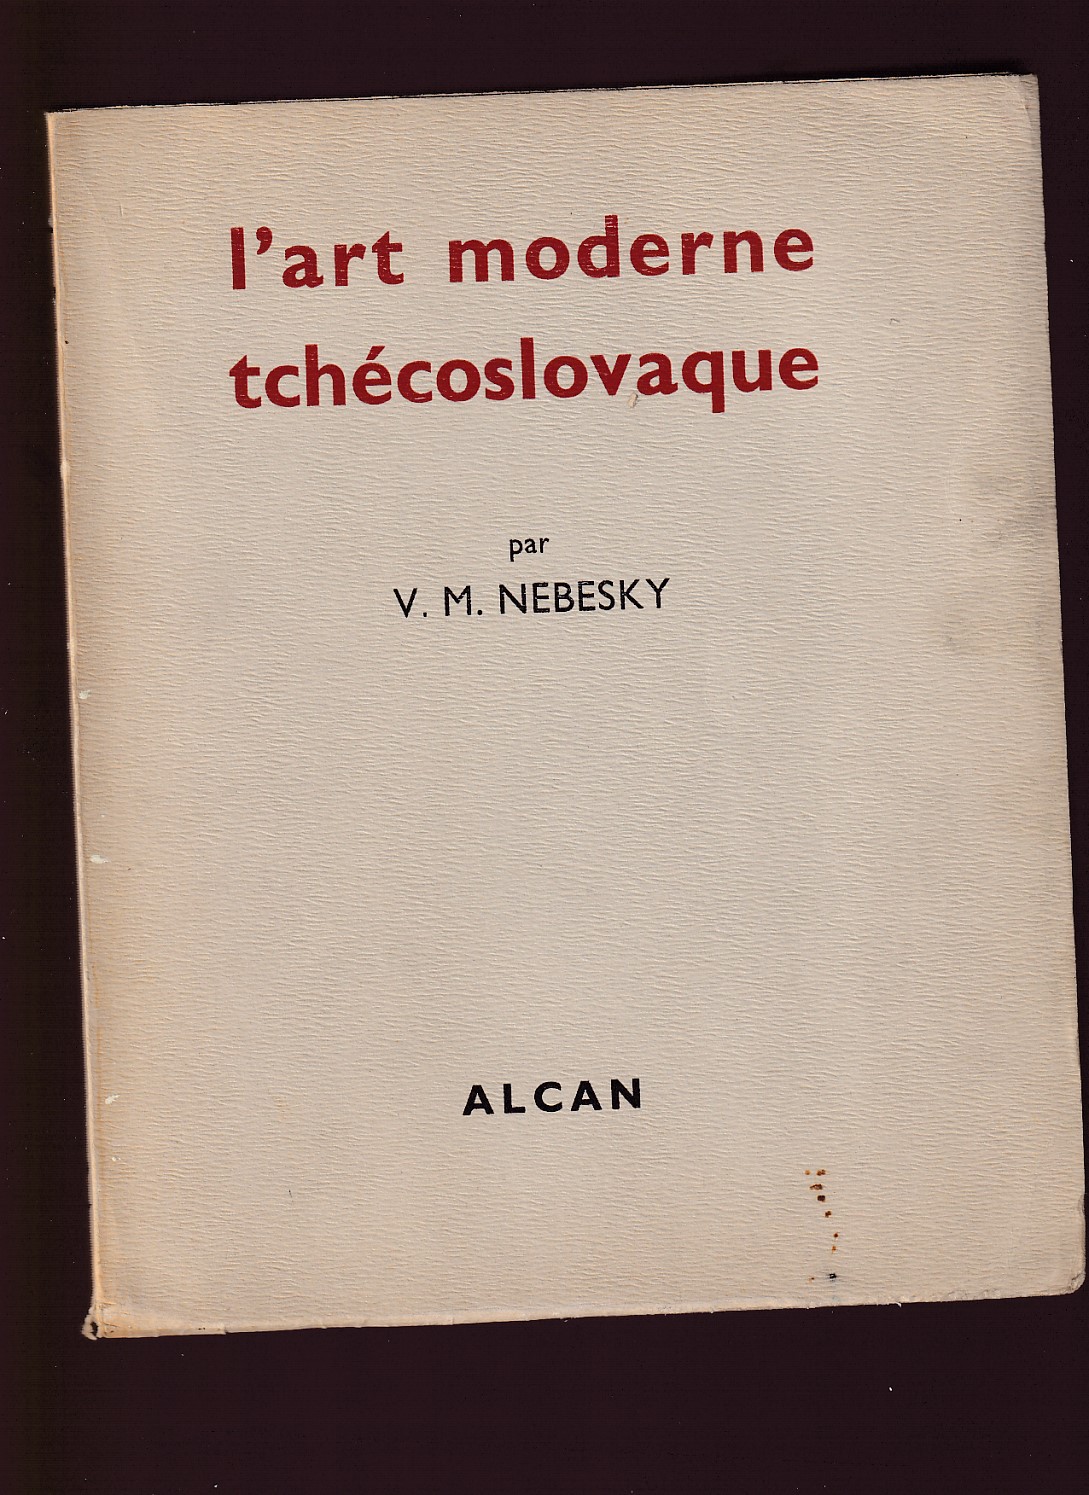 l'art moderne
tchécoslovaque
par
V. M. NEBESKY
ALCAN